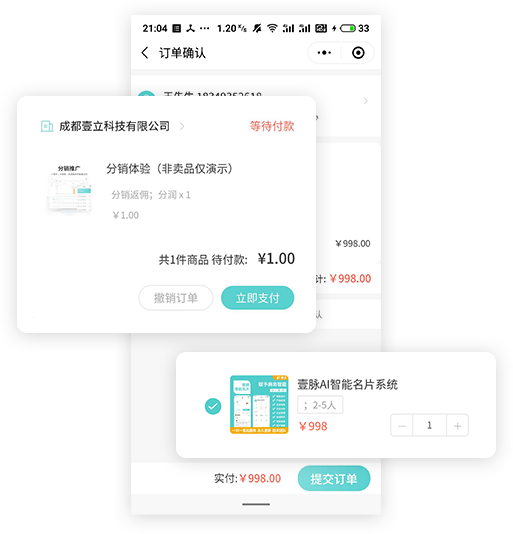 21:04 1.20 K/s 33
订单确认
成都壹立科技有限公司
等待付款
分销推广
分销体验（非卖品仅演示）
分销返佣；分润 x 1
￥1.00
￥998.00
共1件商品 待付款: ¥1.00
计: ￥998.00
撤销订单
立即支付
认
壹脉AI智能名片系统
；2-5人
￥998
1
实付:￥998.00
提交订单